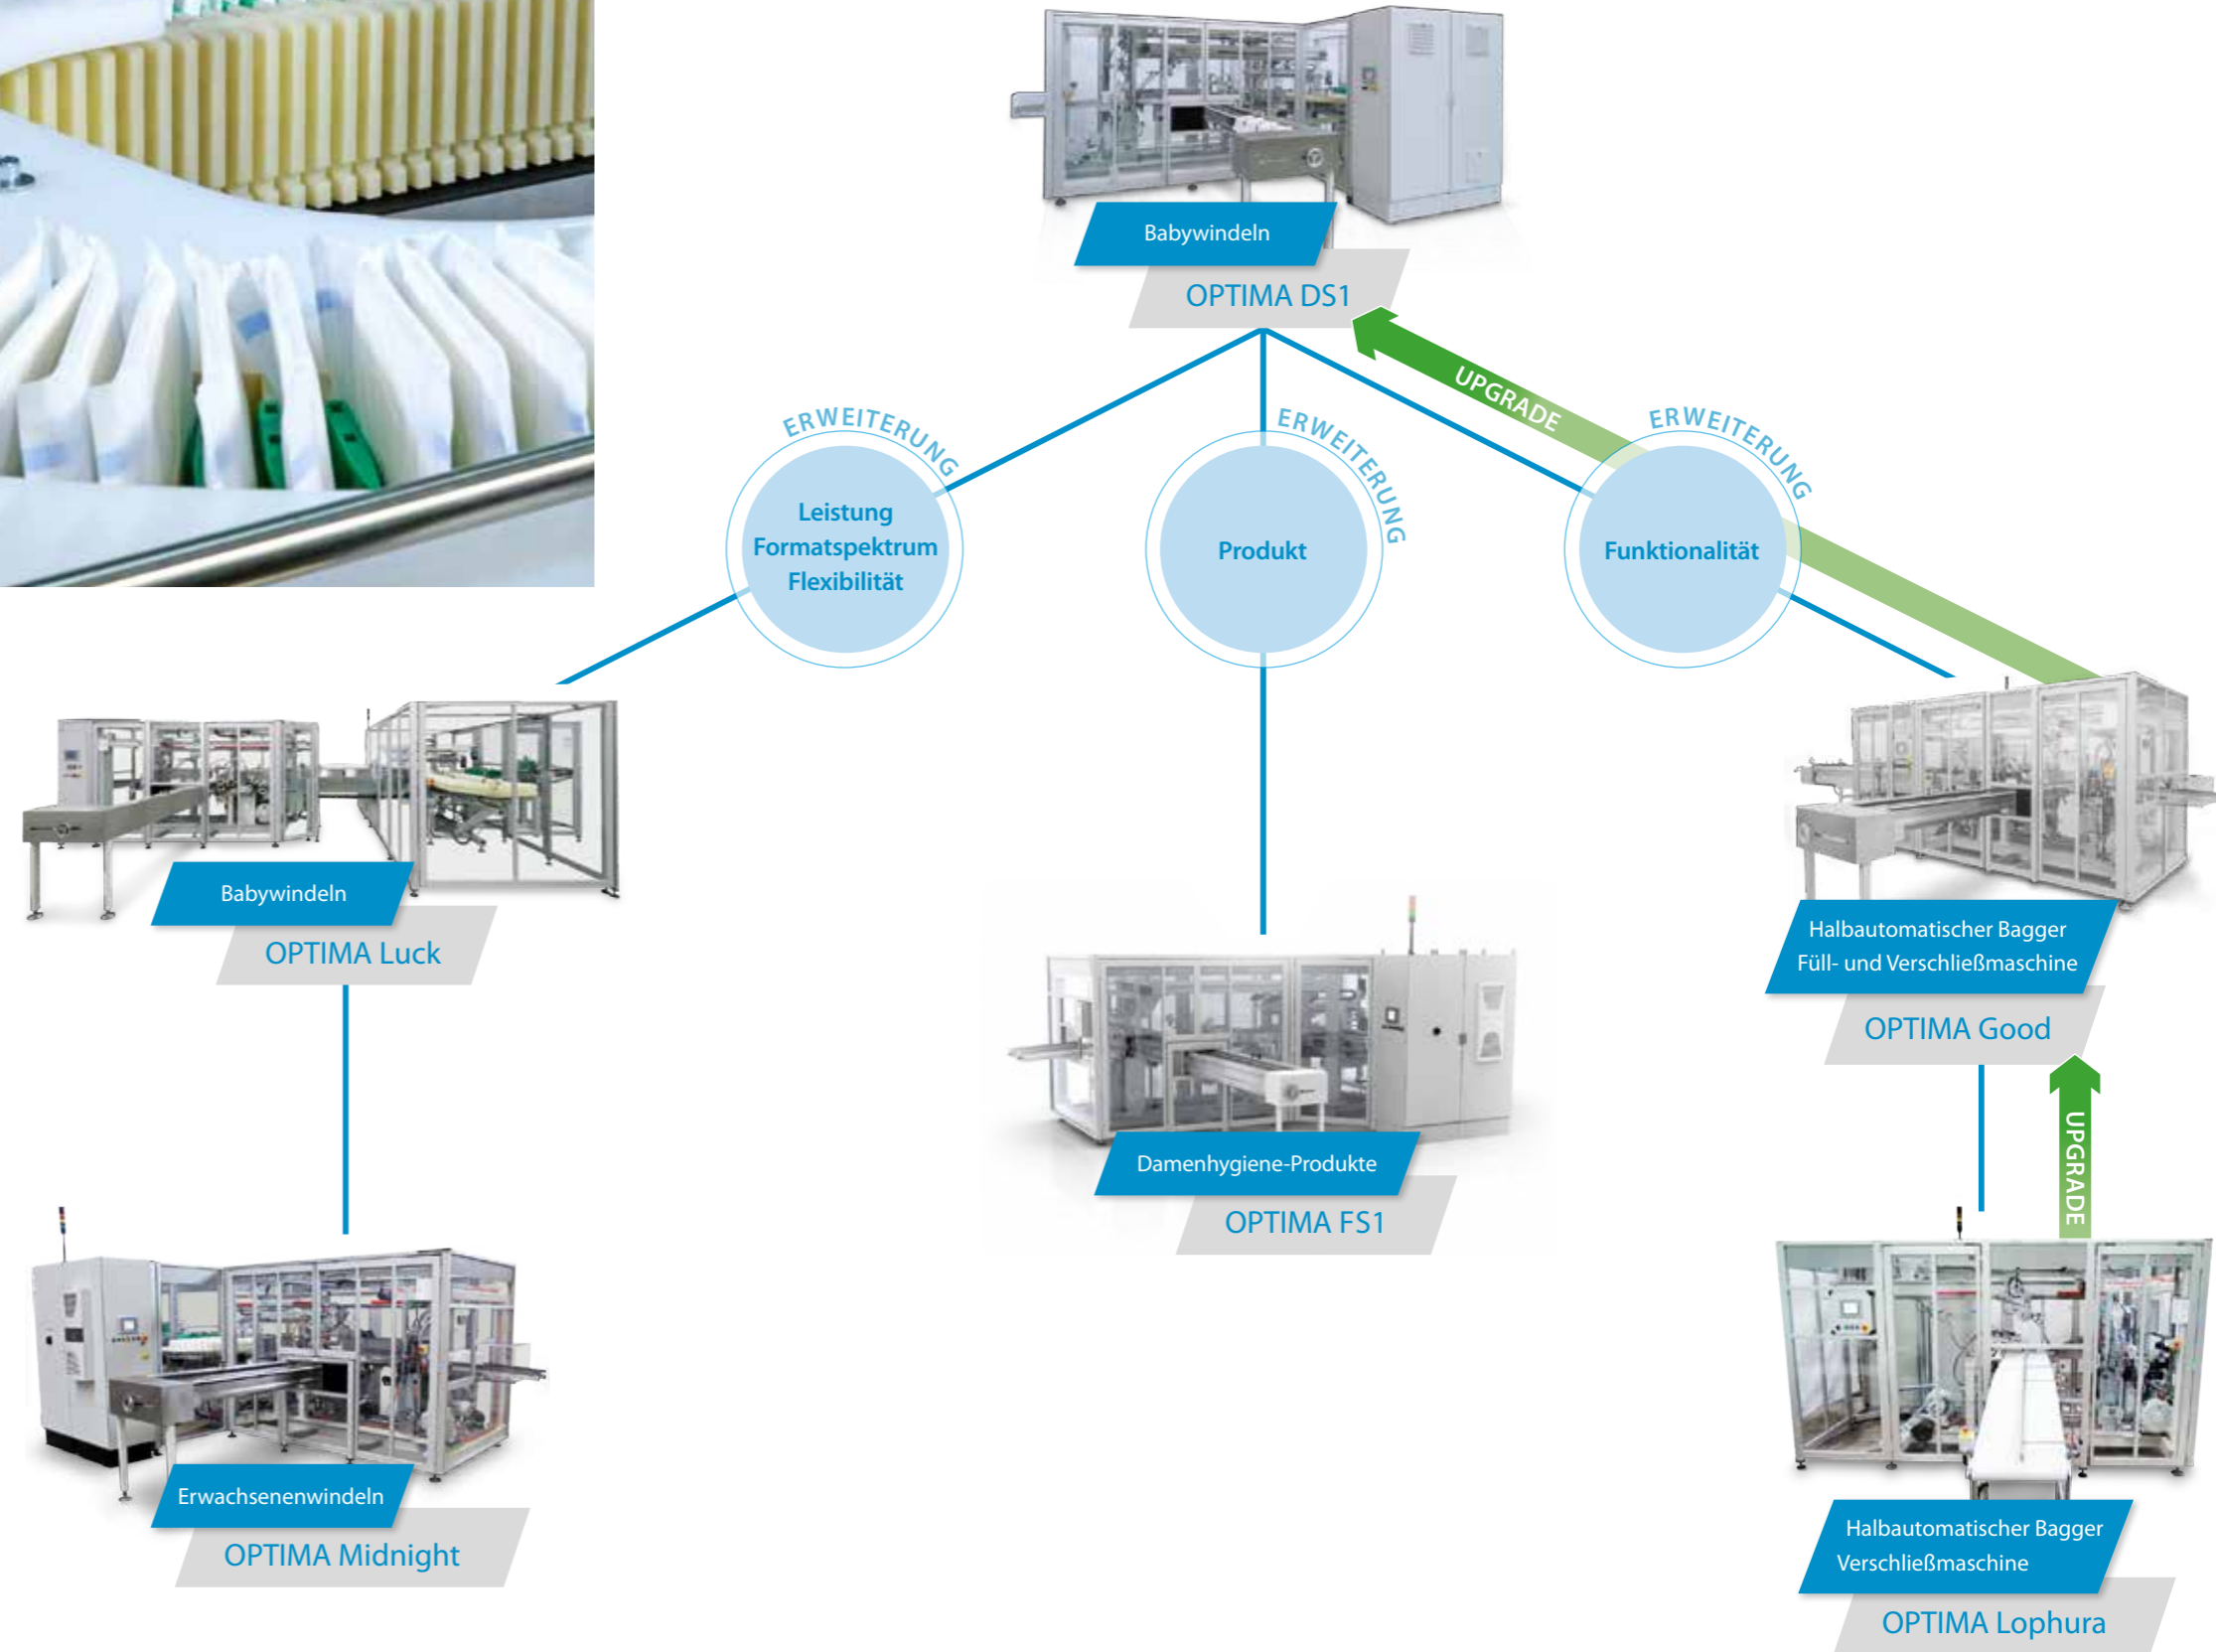 Babywindeln
OPTIMA DS1
UPGRADE
ERWEITERUNG
Leistung
Formatspektrum
Flexibilität
ERWEITERUNG
Produkt
ERWEITERUNG
Funktionalität
Babywindeln
OPTIMA Luck
Halbautomatischer Bagger
Füll- und Verschließmaschine
OPTIMA Good
UPGRADE
Damenhygiene-Produkte
OPTIMA FS1
Erwachsenenwindeln
OPTIMA Midnight
Halbautomatischer Bagger
Verschließmaschine
OPTIMA Lophura